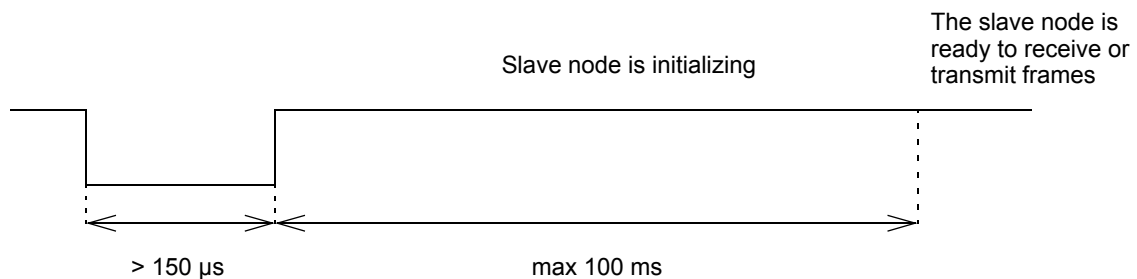 The slave node is
ready to receive or
transmit frames
Slave node is initializing
> 150 µs
max 100 ms